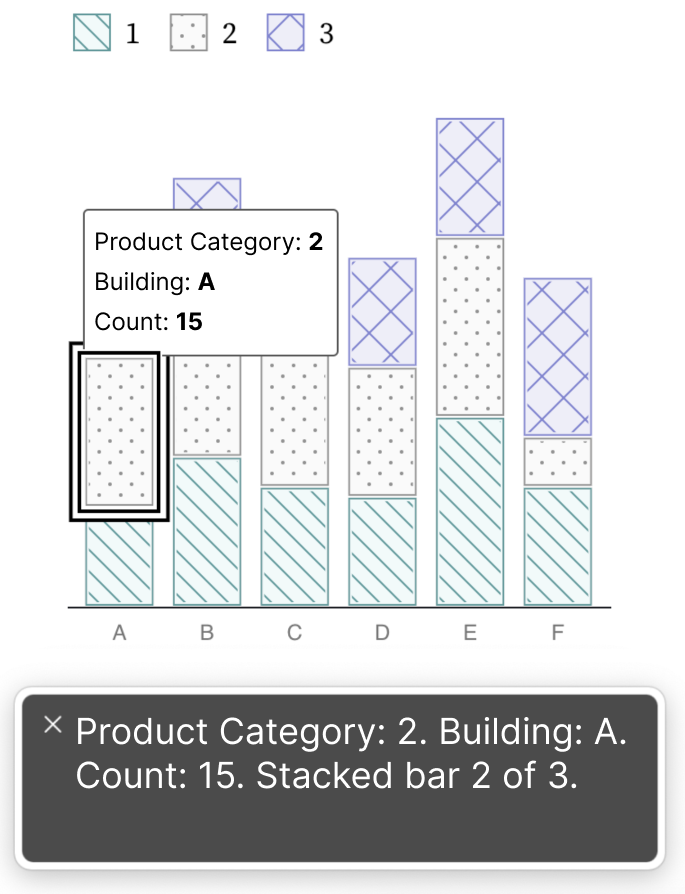 1 2 3
Product Category: 2
Building: A
Count: 15
A B C D E F
× Product Category: 2. Building: A.
Count: 15. Stacked bar 2 of 3.